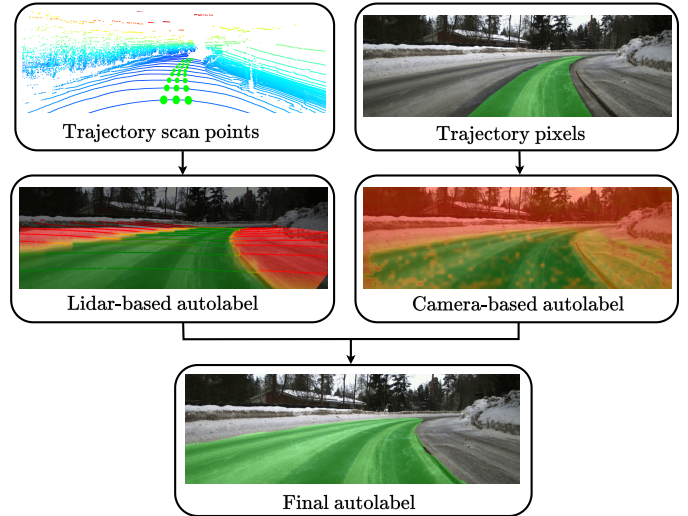 Trajectory scan points
Trajectory pixels
Lidar-based autolabel
Camera-based autolabel
Final autolabel